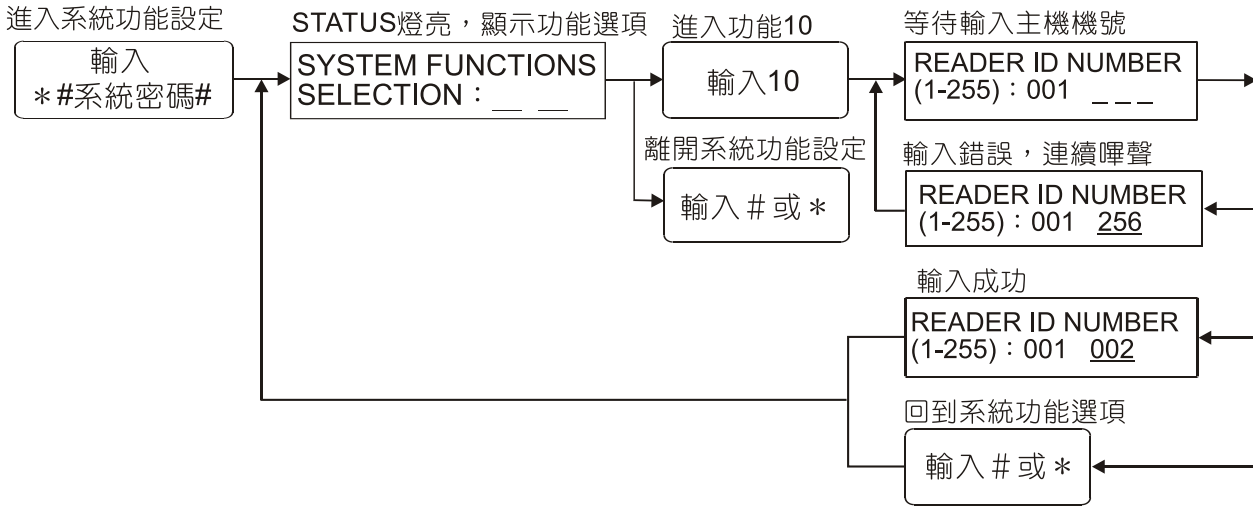 進入系統功能設定
輸入
＊#系統密碼#
STATUS燈亮，顯示功能選項
SYSTEM FUNCTIONS
SELECTION：__ __
進入功能10
輸入10
離開系統功能設定
輸入＃或＊
等待輸入主機機號
READER ID NUMBER
(1-255)：001 _ _ _
輸入錯誤，連續嗶聲
READER ID NUMBER
(1-255)：001 256
輸入成功
READER ID NUMBER
(1-255)：001 002
回到系統功能選項
輸入＃或＊